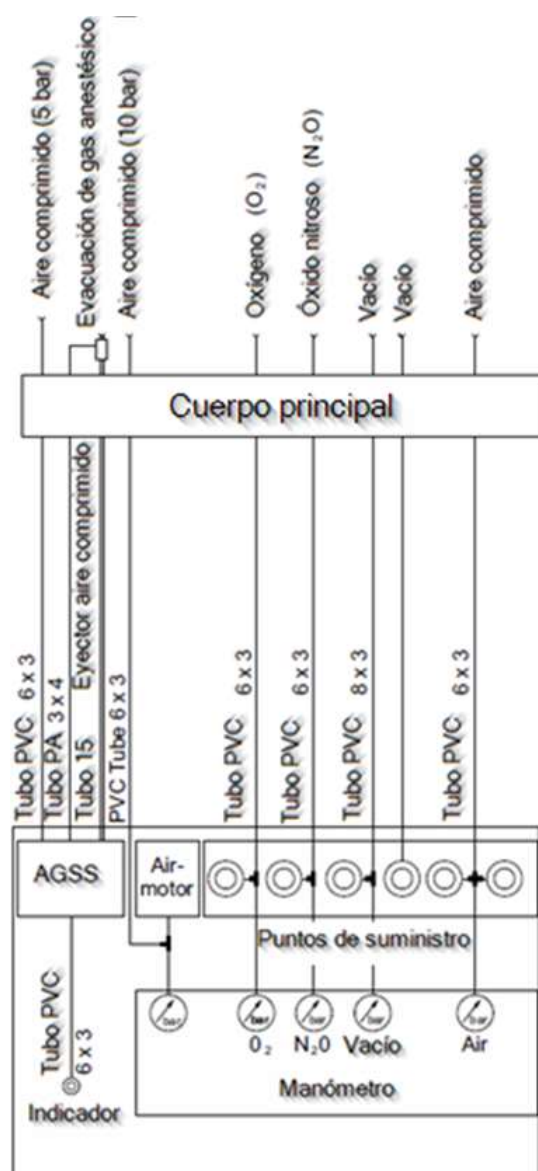 Aire comprimido (5 bar)
Evacuación de gas anestésico
Aire comprimido (10 bar)
Oxígeno (O₂)
Óxido nitroso (N₂O)
Vacío
Vacío
Aire comprimido
Cuerpo principal
Tubo PVC 6 x 3
Tubo PA 3 x 4
Tubo 15 Eyector aire comprimido
PVC Tube 6 x 3
Tubo PVC 6 x 3
Tubo PVC 6 x 3
Tubo PVC 8 x 3
Tubo PVC 6 x 3
AGSS
Air-
motor
Puntos de suministro
Tubo PVC
6 x 3
Indicador
bar
bar
bar
bar
bar
O₂
N₂O
Vacío
Air
Manómetro